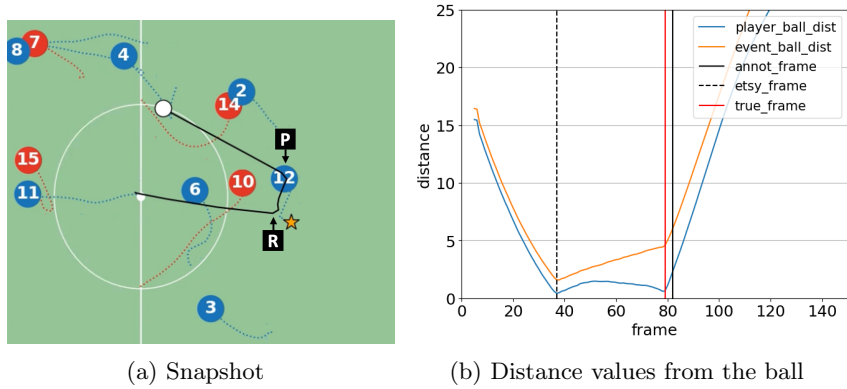 8 7 4 2 14
P
15 11 6 10 12
R
3
(a) Snapshot
25
20
15
10
5
0
distance
player_ball_dist
event_ball_dist
annot_frame
etsy_frame
true_frame
0 20 40 60 80 100 120 140
frame
(b) Distance values from the ball